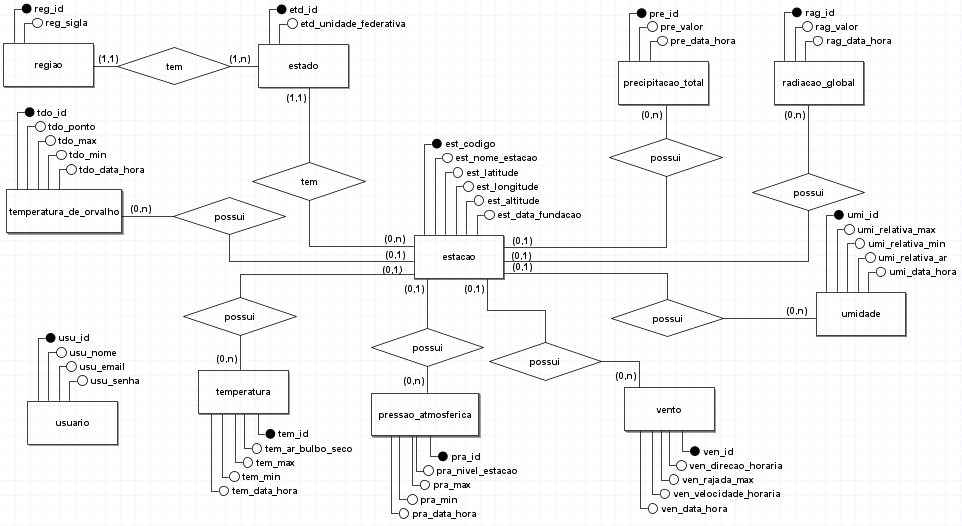 reg_id
reg_sigla
regiao
(1,1)
tem
(1,n)
etd_id
etd_unidade_federativa
estado
(1,1)
tem
(0,n)
pre_id
pre_valor
pre_data_hora
precipitacao_total
(0,n)
possui
(0,1)
rag_id
rag_valor
rag_data_hora
radiacao_global
(0,n)
possui
(0,1)
tdo_id
tdo_ponto
tdo_max
tdo_min
tdo_data_hora
temperatura_de_orvalho
(0,n)
possui
(0,1)
est_codigo
est_nome_estacao
est_latitude
est_longitude
est_altitude
est_data_fundacao
estacao
umi_id
umi_relativa_max
umi_relativa_min
umi_relativa_ar
umi_data_hora
umidade
(0,n)
possui
(0,1)
(0,1)
possui
(0,n)
temperatura
tem_id
tem_ar_bulbo_seco
tem_max
tem_min
tem_data_hora
(0,1)
possui
(0,n)
pressao_atmosferica
pra_id
pra_nivel_estacao
pra_max
pra_min
pra_data_hora
(0,1)
possui
(0,n)
vento
ven_id
ven_direcao_horaria
ven_rajada_max
ven_velocidade_horaria
ven_data_hora
usu_id
usu_nome
usu_email
usu_senha
usuario